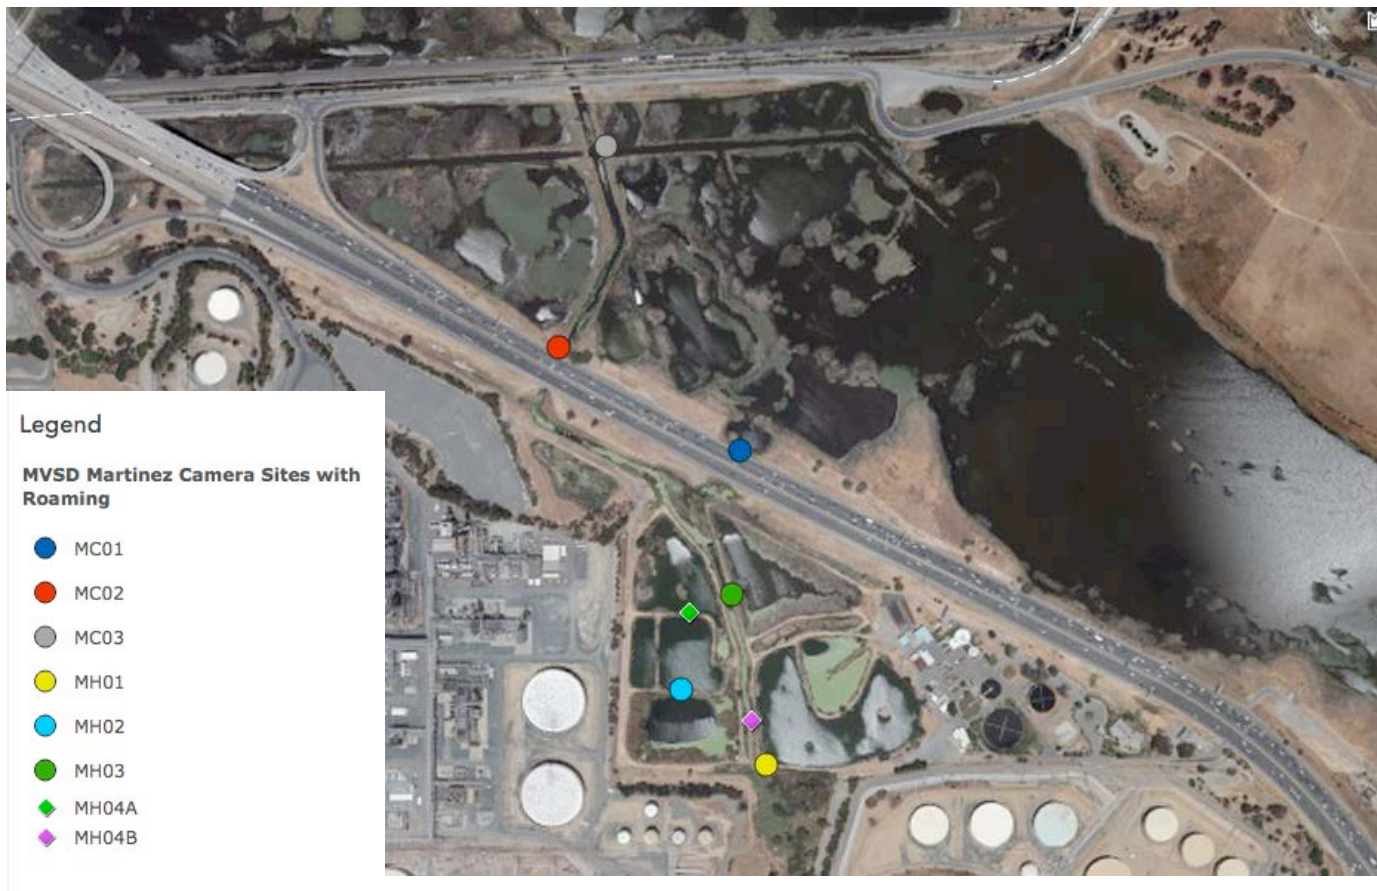 Legend
MVSD Martinez Camera Sites with
Roaming
MC01
MC02
MC03
MH01
MH02
MH03
MH04A
MH04B